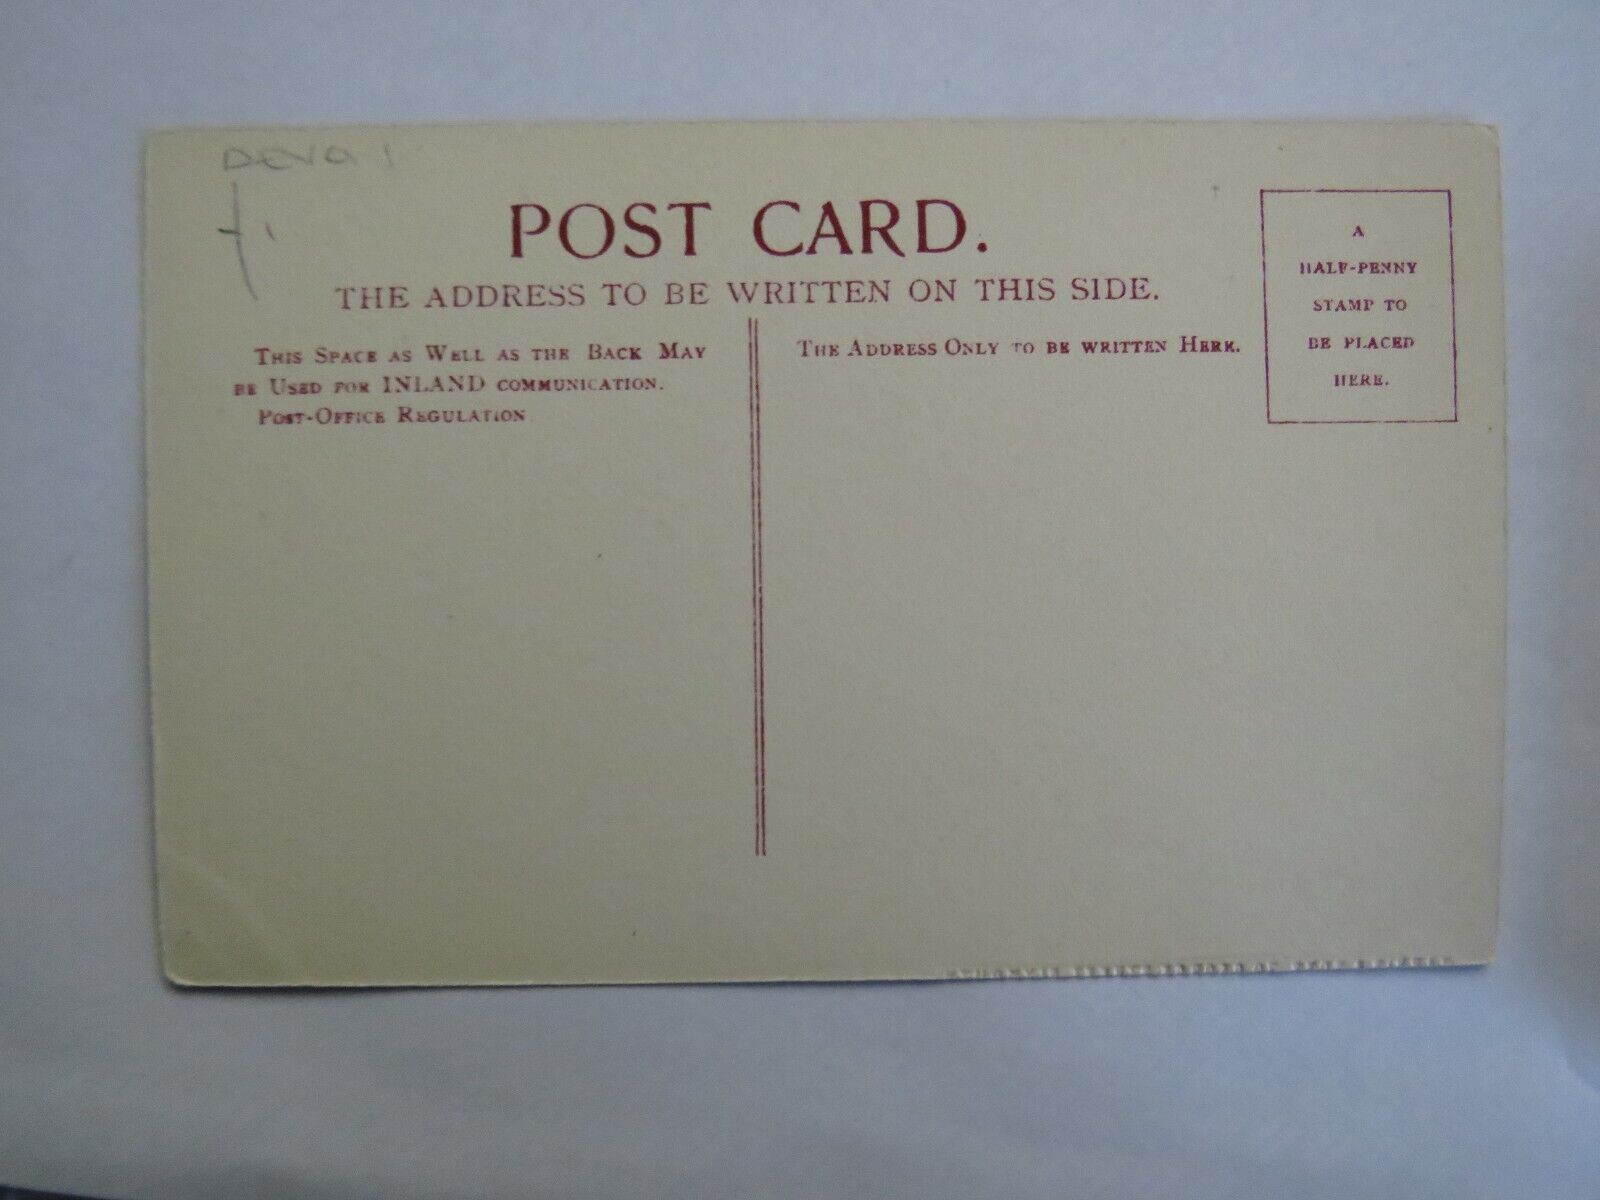 POST CARD.
THE ADDRESS TO BE WRITTEN ON THIS SIDE.
THIS SPACE AS WELL AS THE BACK MAY
BE USED FOR INLAND COMMUNICATION.
POST-OFFICE REGULATION
THE ADDRESS ONLY TO BE WRITTEN HERE.
A
HALF-PENNY
STAMP TO
BE PLACED
HERE.